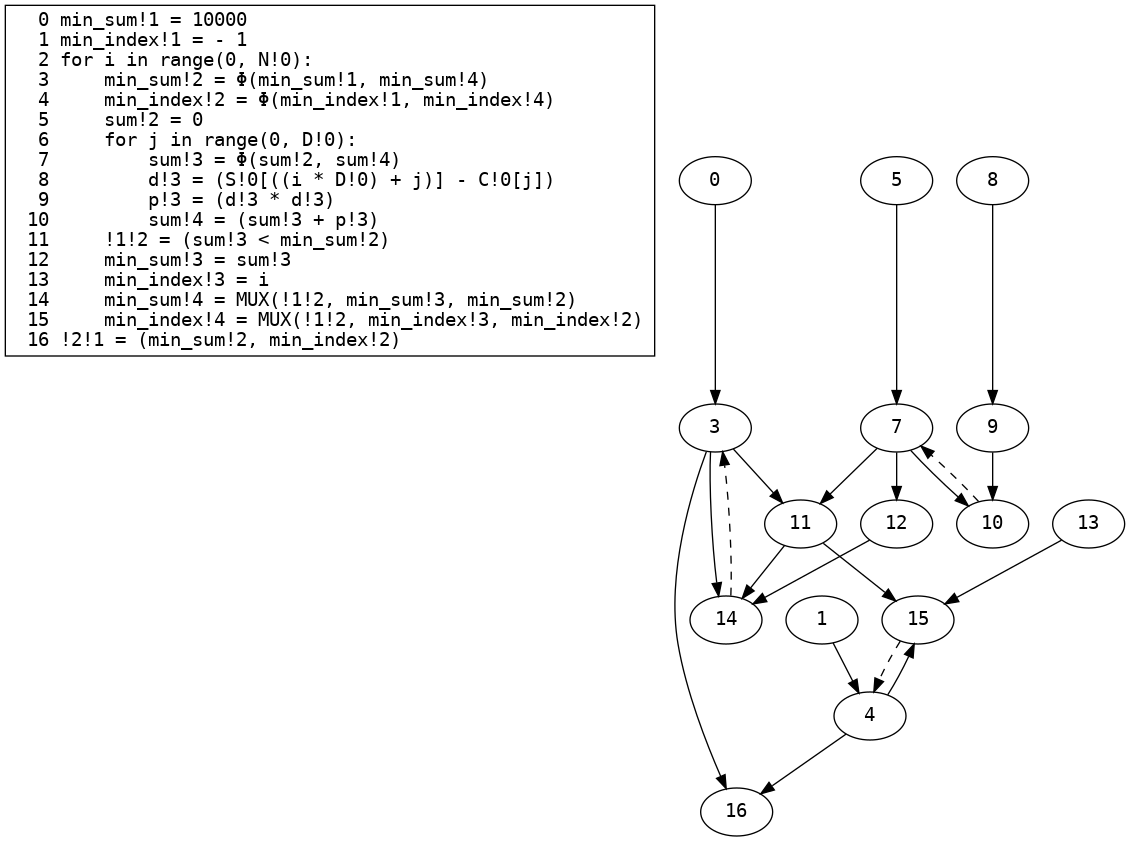 0 min_sum!1 = 10000
1 min_index!1 = - 1
2 for i in range(0, N!0):
3     min_sum!2 = Φ(min_sum!1, min_sum!4)
4     min_index!2 = Φ(min_index!1, min_index!4)
5     sum!2 = 0
6     for j in range(0, D!0):
7         sum!3 = Φ(sum!2, sum!4)
8         d!3 = (S!0[((i * D!0) + j)] - C!0[j])
9         p!3 = (d!3 * d!3)
10         sum!4 = (sum!3 + p!3)
11     !1!2 = (sum!3 < min_sum!2)
12     min_sum!3 = sum!3
13     min_index!3 = i
14     min_sum!4 = MUX(!1!2, min_sum!3, min_sum!2)
15     min_index!4 = MUX(!1!2, min_index!3, min_index!2)
16 !2!1 = (min_sum!2, min_index!2)
0 5 8
3 7 9
11 12 10 13
14 1 15
4
16